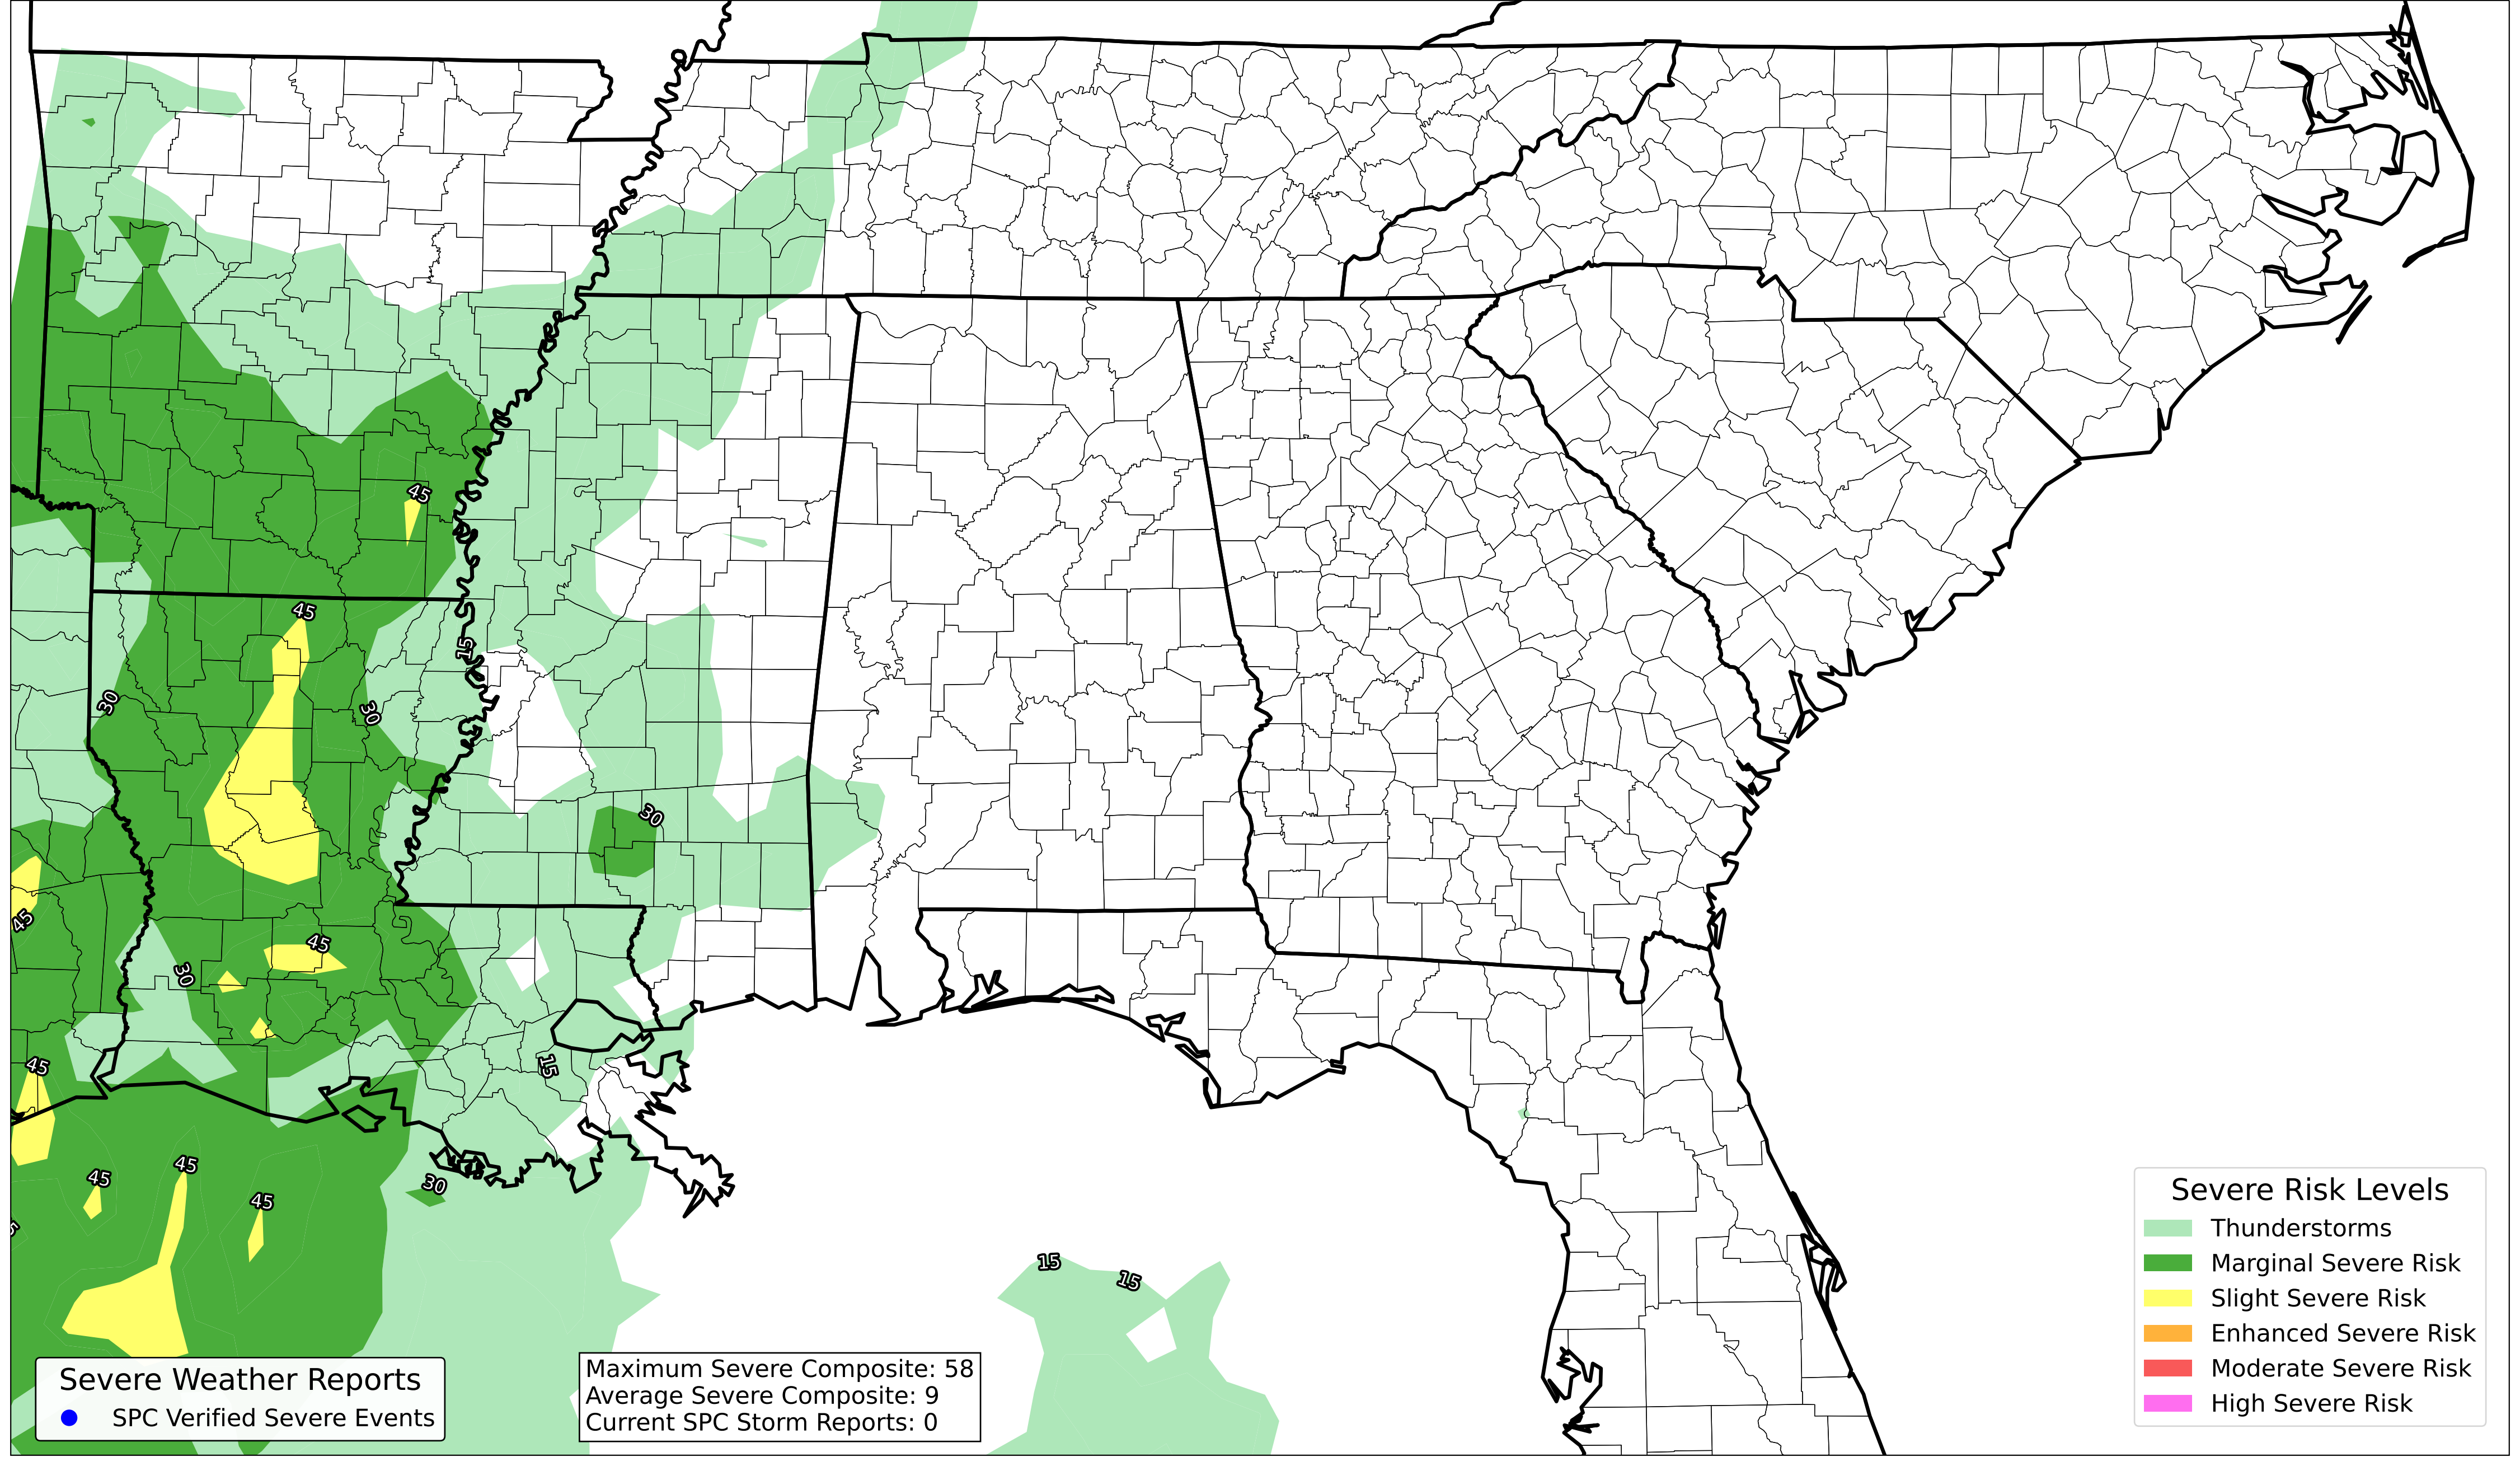 45
45
15
30
30
30
45
45
30
15
45
45
45
45
30
15
15
Severe Risk Levels
Thunderstorms
Marginal Severe Risk
Slight Severe Risk
Enhanced Severe Risk
Moderate Severe Risk
High Severe Risk
Severe Weather Reports
SPC Verified Severe Events
Maximum Severe Composite: 58
Average Severe Composite: 9
Current SPC Storm Reports: 0